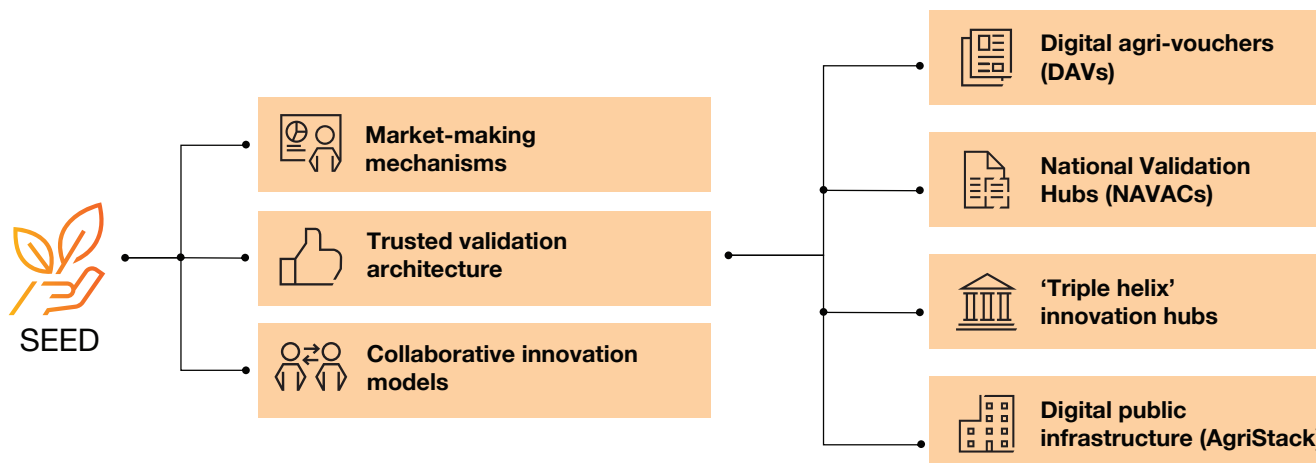 SEED
Market-making
mechanisms
Trusted validation
architecture
Collaborative innovation
models
Digital agri-vouchers
(DAVs)
National Validation
Hubs (NAVACs)
‘Triple helix’
innovation hubs
Digital public
infrastructure (AgriStack)